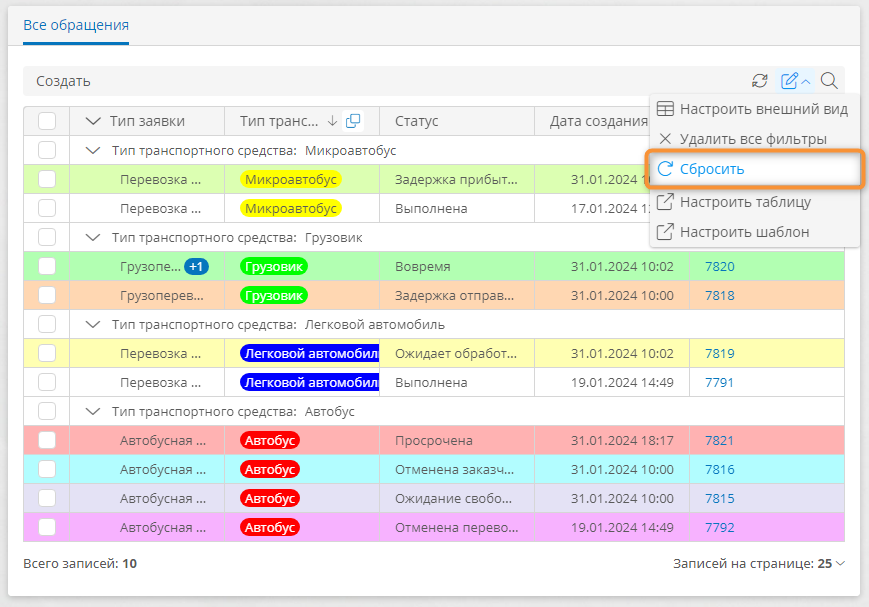 Все обращения
Создать
Настроить внешний вид
Удалить все фильтры
Сбросить
Настроить таблицу
Настроить шаблон
Тип заявки Тип транс... Статус Дата создания
Тип транспортного средства: Микроавтобус
Перевозка ... Микроавтобус Задержка прибыт... 31.01.2024
Перевозка ... Микроавтобус Выполнена 17.01.2024
Тип транспортного средства: Грузовик
Грузопе... +1 Грузовик Вовремя 31.01.2024 10:02 7820
Грузоперев... Грузовик Задержка отправ... 31.01.2024 10:00 7818
Тип транспортного средства: Легковой автомобиль
Перевозка ... Легковой автомобиль Ожидает обработ... 31.01.2024 10:02 7819
Перевозка ... Легковой автомобиль Выполнена 19.01.2024 14:49 7791
Тип транспортного средства: Автобус
Автобусная ... Автобус Просрочена 31.01.2024 18:17 7821
Автобусная ... Автобус Отменена заказч... 31.01.2024 10:00 7816
Автобусная ... Автобус Ожидание свобо... 31.01.2024 10:00 7815
Автобусная ... Автобус Отменена перево... 19.01.2024 14:49 7792
Всего записей: 10 Записей на странице: 25